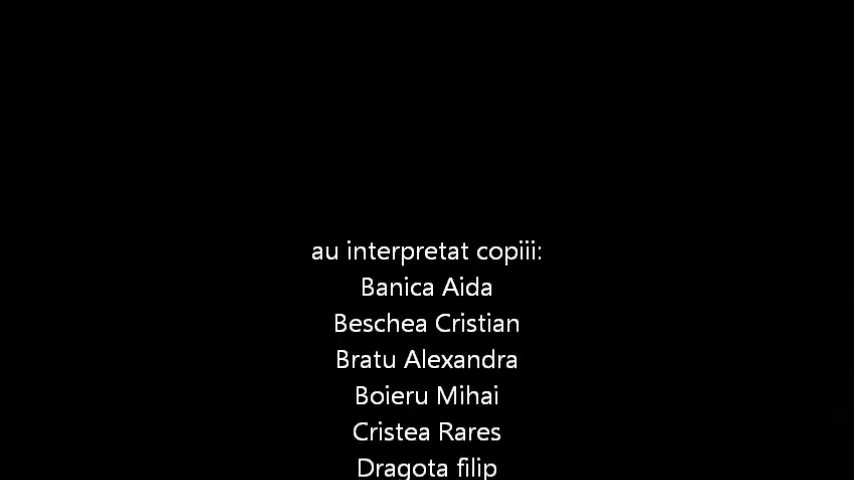 au interpretat copiii:
Banica Aida
Beschea Cristian
Bratu Alexandra
Boieru Mihai
Cristea Rares
Dragota filip